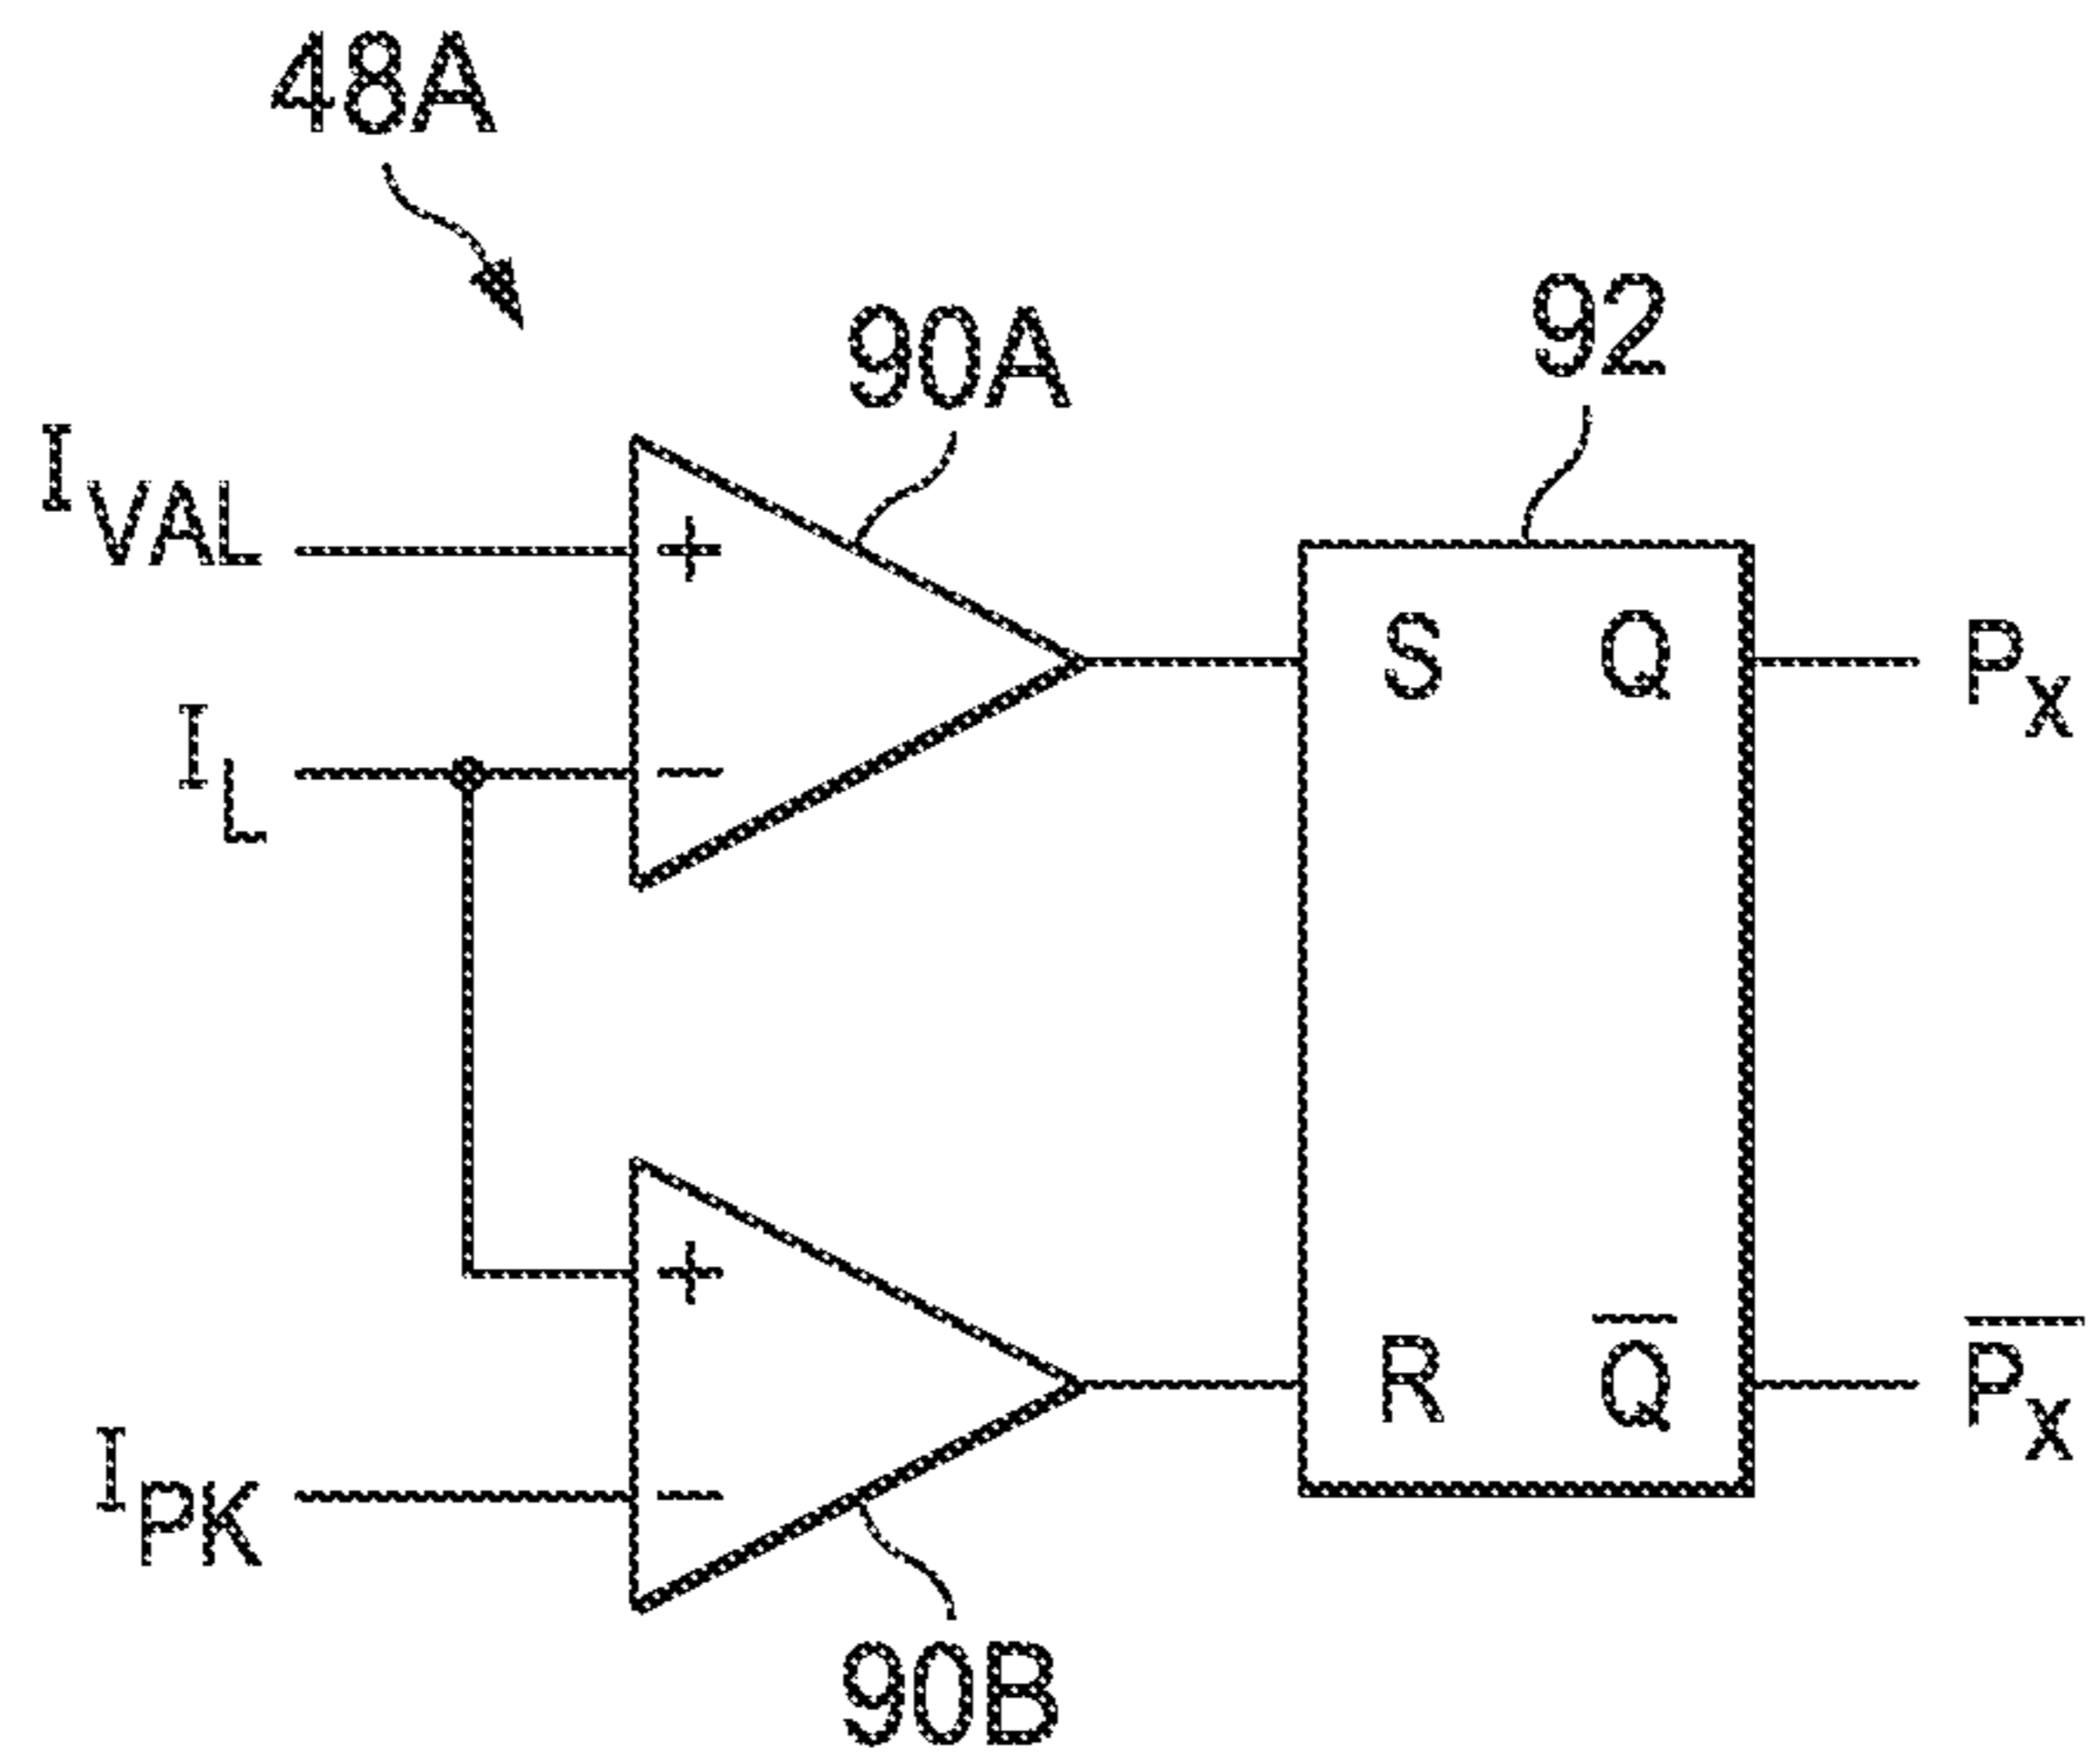 48A
90A
92
I_VAL
+
S Q
P_X
I_L
-
+
R Q̅
P̅_X̅
I_PK
-
90B